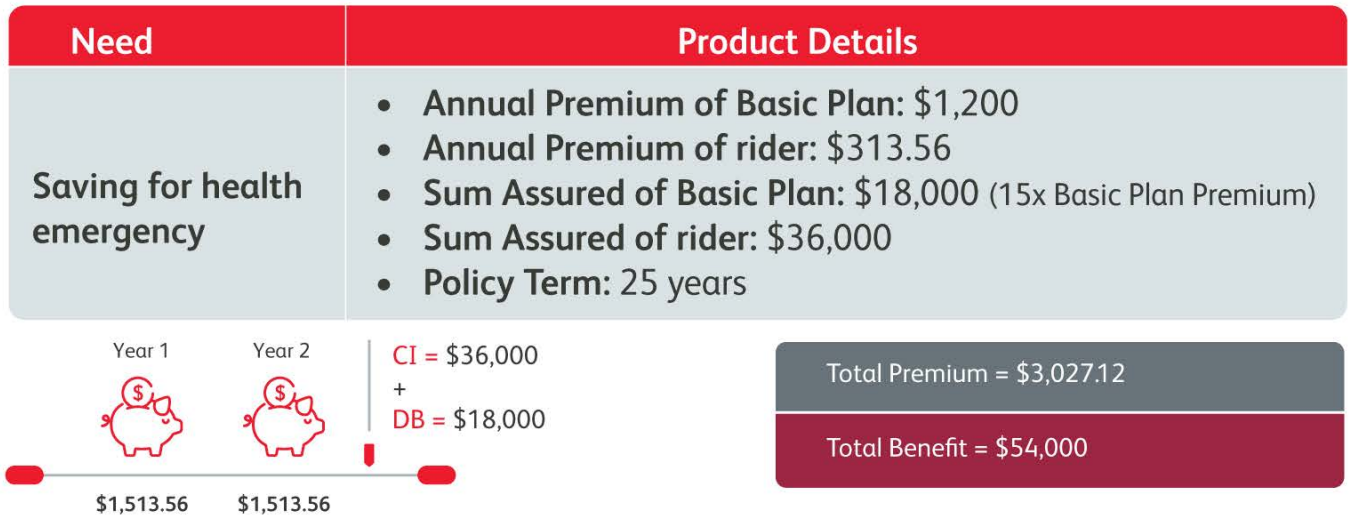 Need
Product Details
Saving for health
emergency
• Annual Premium of Basic Plan: $1,200
• Annual Premium of rider: $313.56
• Sum Assured of Basic Plan: $18,000 (15x Basic Plan Premium)
• Sum Assured of rider: $36,000
• Policy Term: 25 years
Year 1
Year 2
$
$
$1,513.56
$1,513.56
CI = $36,000
+
DB = $18,000
Total Premium = $3,027.12
Total Benefit = $54,000